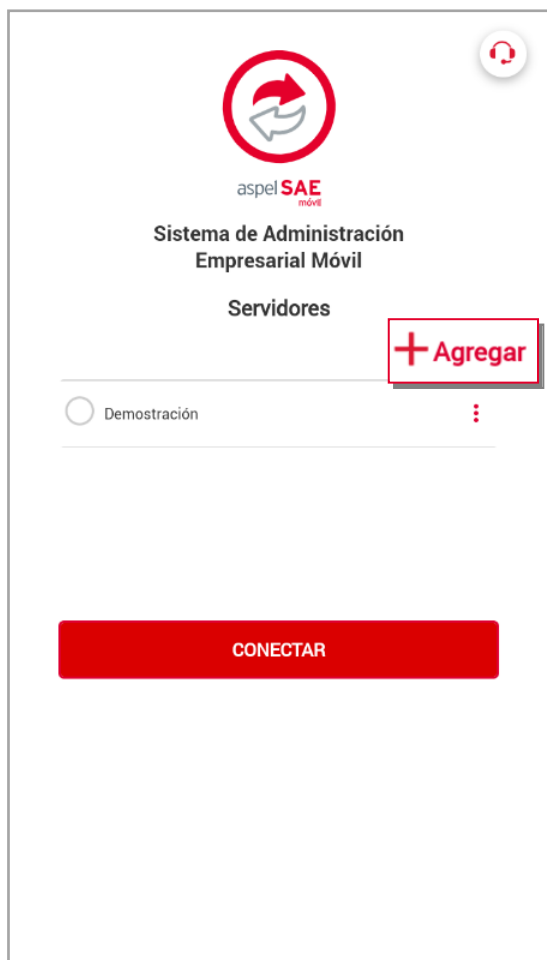 aspel SAE
móvil
Sistema de Administración
Empresarial Móvil
Servidores
Agregar
Demostración
CONECTAR